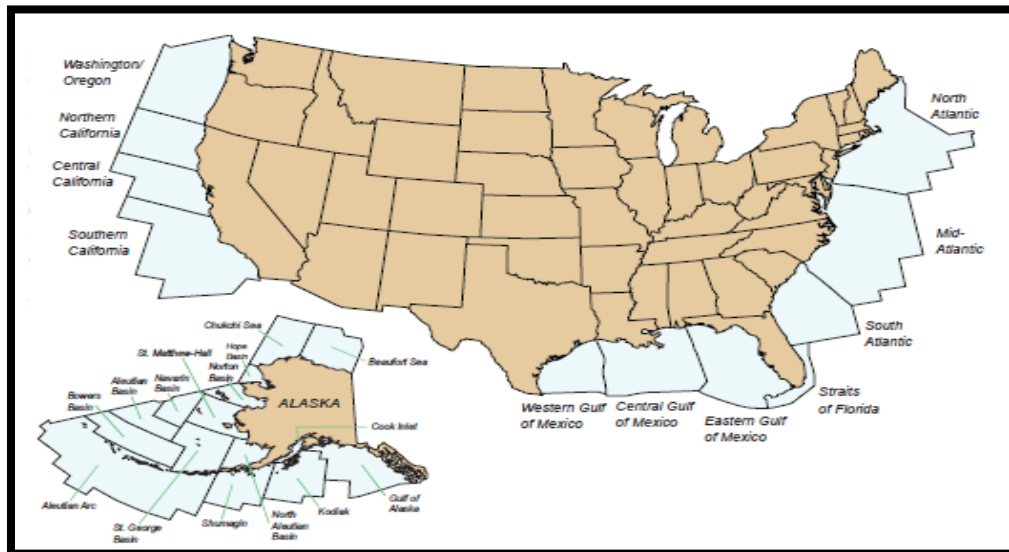 Washington/
Oregon
Northern
California
Central
California
Southern
California
North
Atlantic
Mid-
Atlantic
South
Atlantic
Straits
of Florida
Western Gulf
of Mexico
Central Gulf
of Mexico
Eastern Gulf
of Mexico
Chukchi Sea
Beaufort Sea
Hope
Basin
St. Matthew-Hall
Norton
Basin
Navarin
Basin
Aleutian
Basin
Bowers
Basin
ALASKA
Cook Inlet
Aleutian Arc
St. George
Basin
Shumagin
North
Aleutian
Basin
Kodiak
Gulf of
Alaska